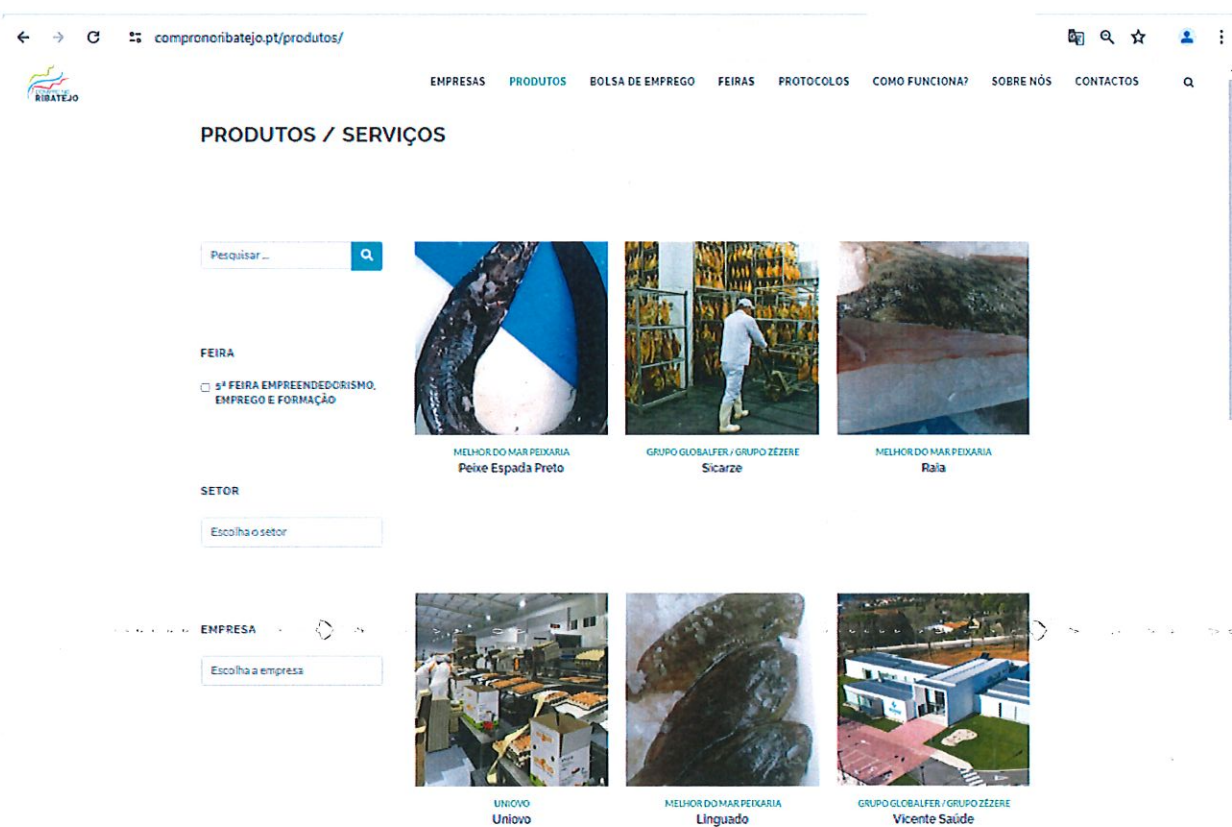 compronoribatejo.pt/produtos/
COMPRO NO
RIBATEJO
EMPRESAS PRODUTOS BOLSA DE EMPREGO FEIRAS PROTOCOLOS COMO FUNCIONA? SOBRE NÓS CONTACTOS
PRODUTOS / SERVIÇOS
Pesquisar ...
FEIRA
5ª FEIRA EMPREENDEDORISMO,
EMPREGO E FORMAÇÃO
SETOR
Escolha o setor
EMPRESA
Escolha a empresa
MELHOR DO MAR PEIXARIA
Peixe Espada Preto
GRUPO GLOBALFER / GRUPO ZÊZERE
Sicarze
MELHOR DO MAR PEIXARIA
Raia
UNIOVO
Uniovo
MELHOR DO MAR PEIXARIA
Linguado
GRUPO GLOBALFER / GRUPO ZÊZERE
Vicente Saúde